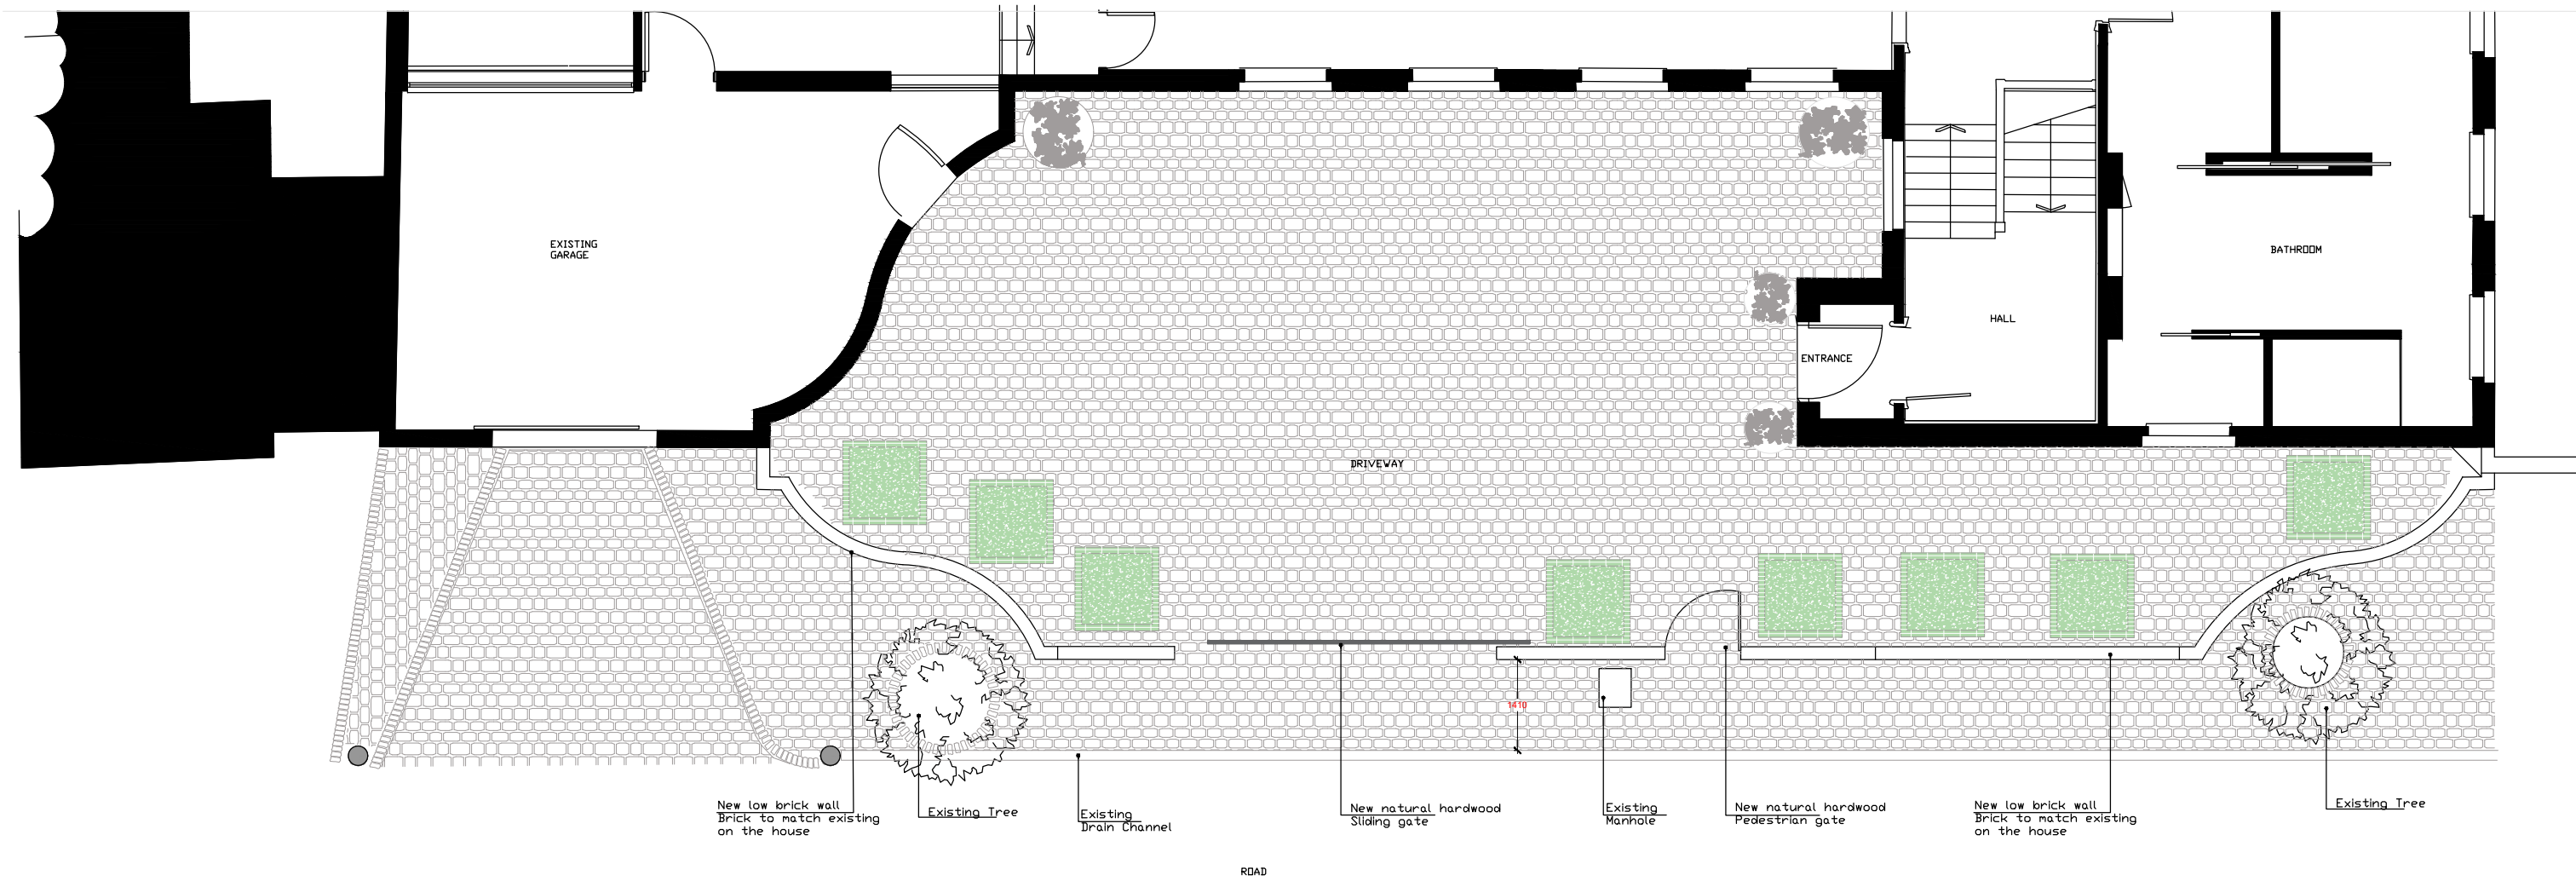 EXISTING
GARAGE
BATHROOM
HALL
ENTRANCE
DRIVEWAY
1410
New low brick wall
Brick to match existing
on the house
Existing Tree
Existing
Drain Channel
New natural hardwood
Sliding gate
Existing
Manhole
New natural hardwood
Pedestrian gate
New low brick wall
Brick to match existing
on the house
Existing Tree
ROAD